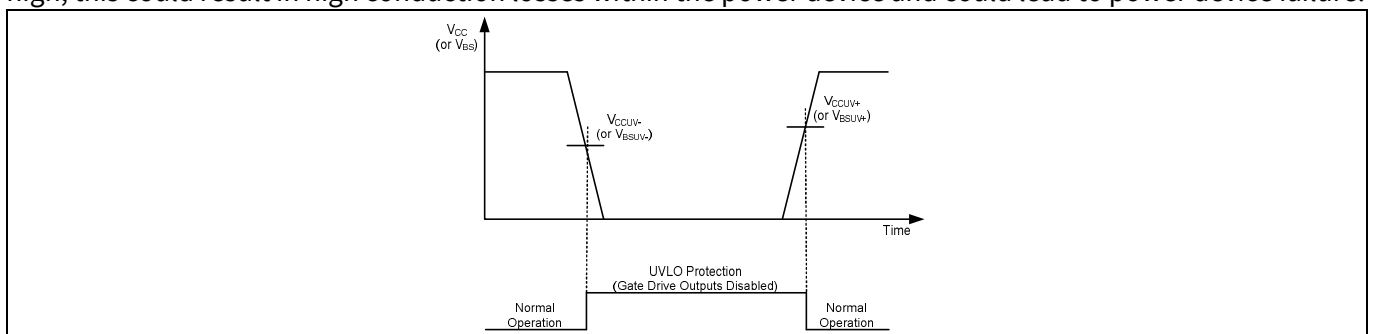 high, this could result in high conduction losses within the power device and could lead to power device failure.
VCC
(or VBS)
VCCUV+
(or VBSUV+)
VCCUV-
(or VBSUV-)
Time
UVLO Protection
(Gate Drive Outputs Disabled)
Normal
Operation
Normal
Operation